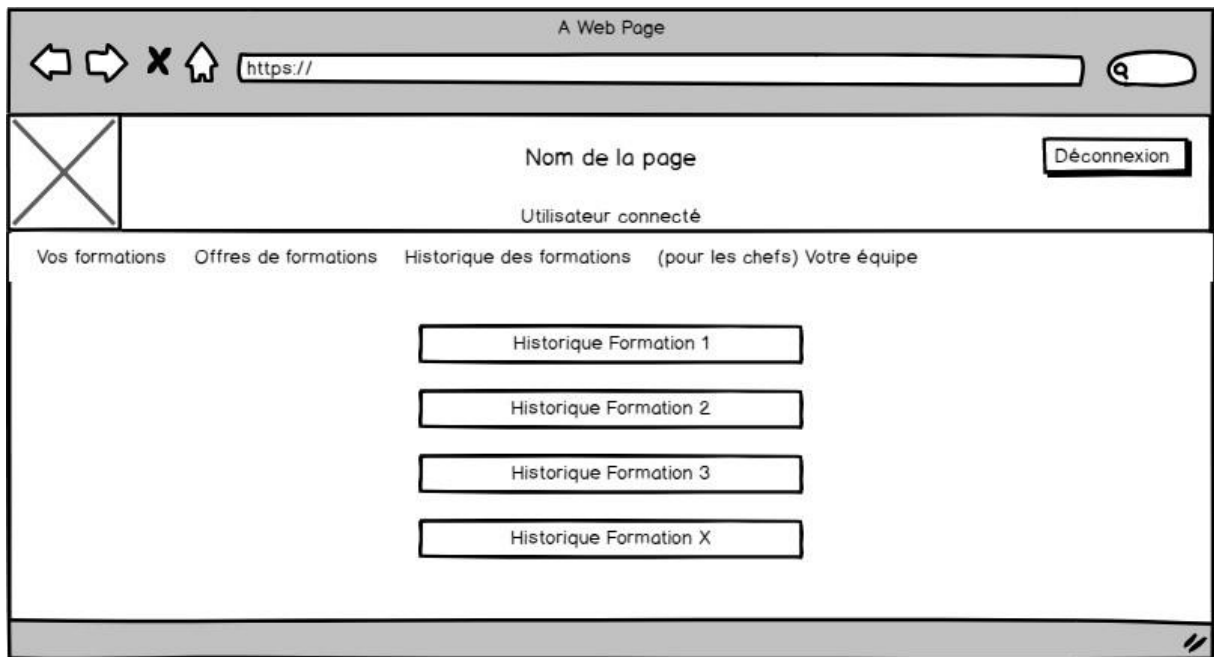 A Web Page
https://
Nom de la page
Déconnexion
Utilisateur connecté
Vos formations Offres de formations Historique des formations (pour les chefs) Votre équipe
Historique Formation 1
Historique Formation 2
Historique Formation 3
Historique Formation X